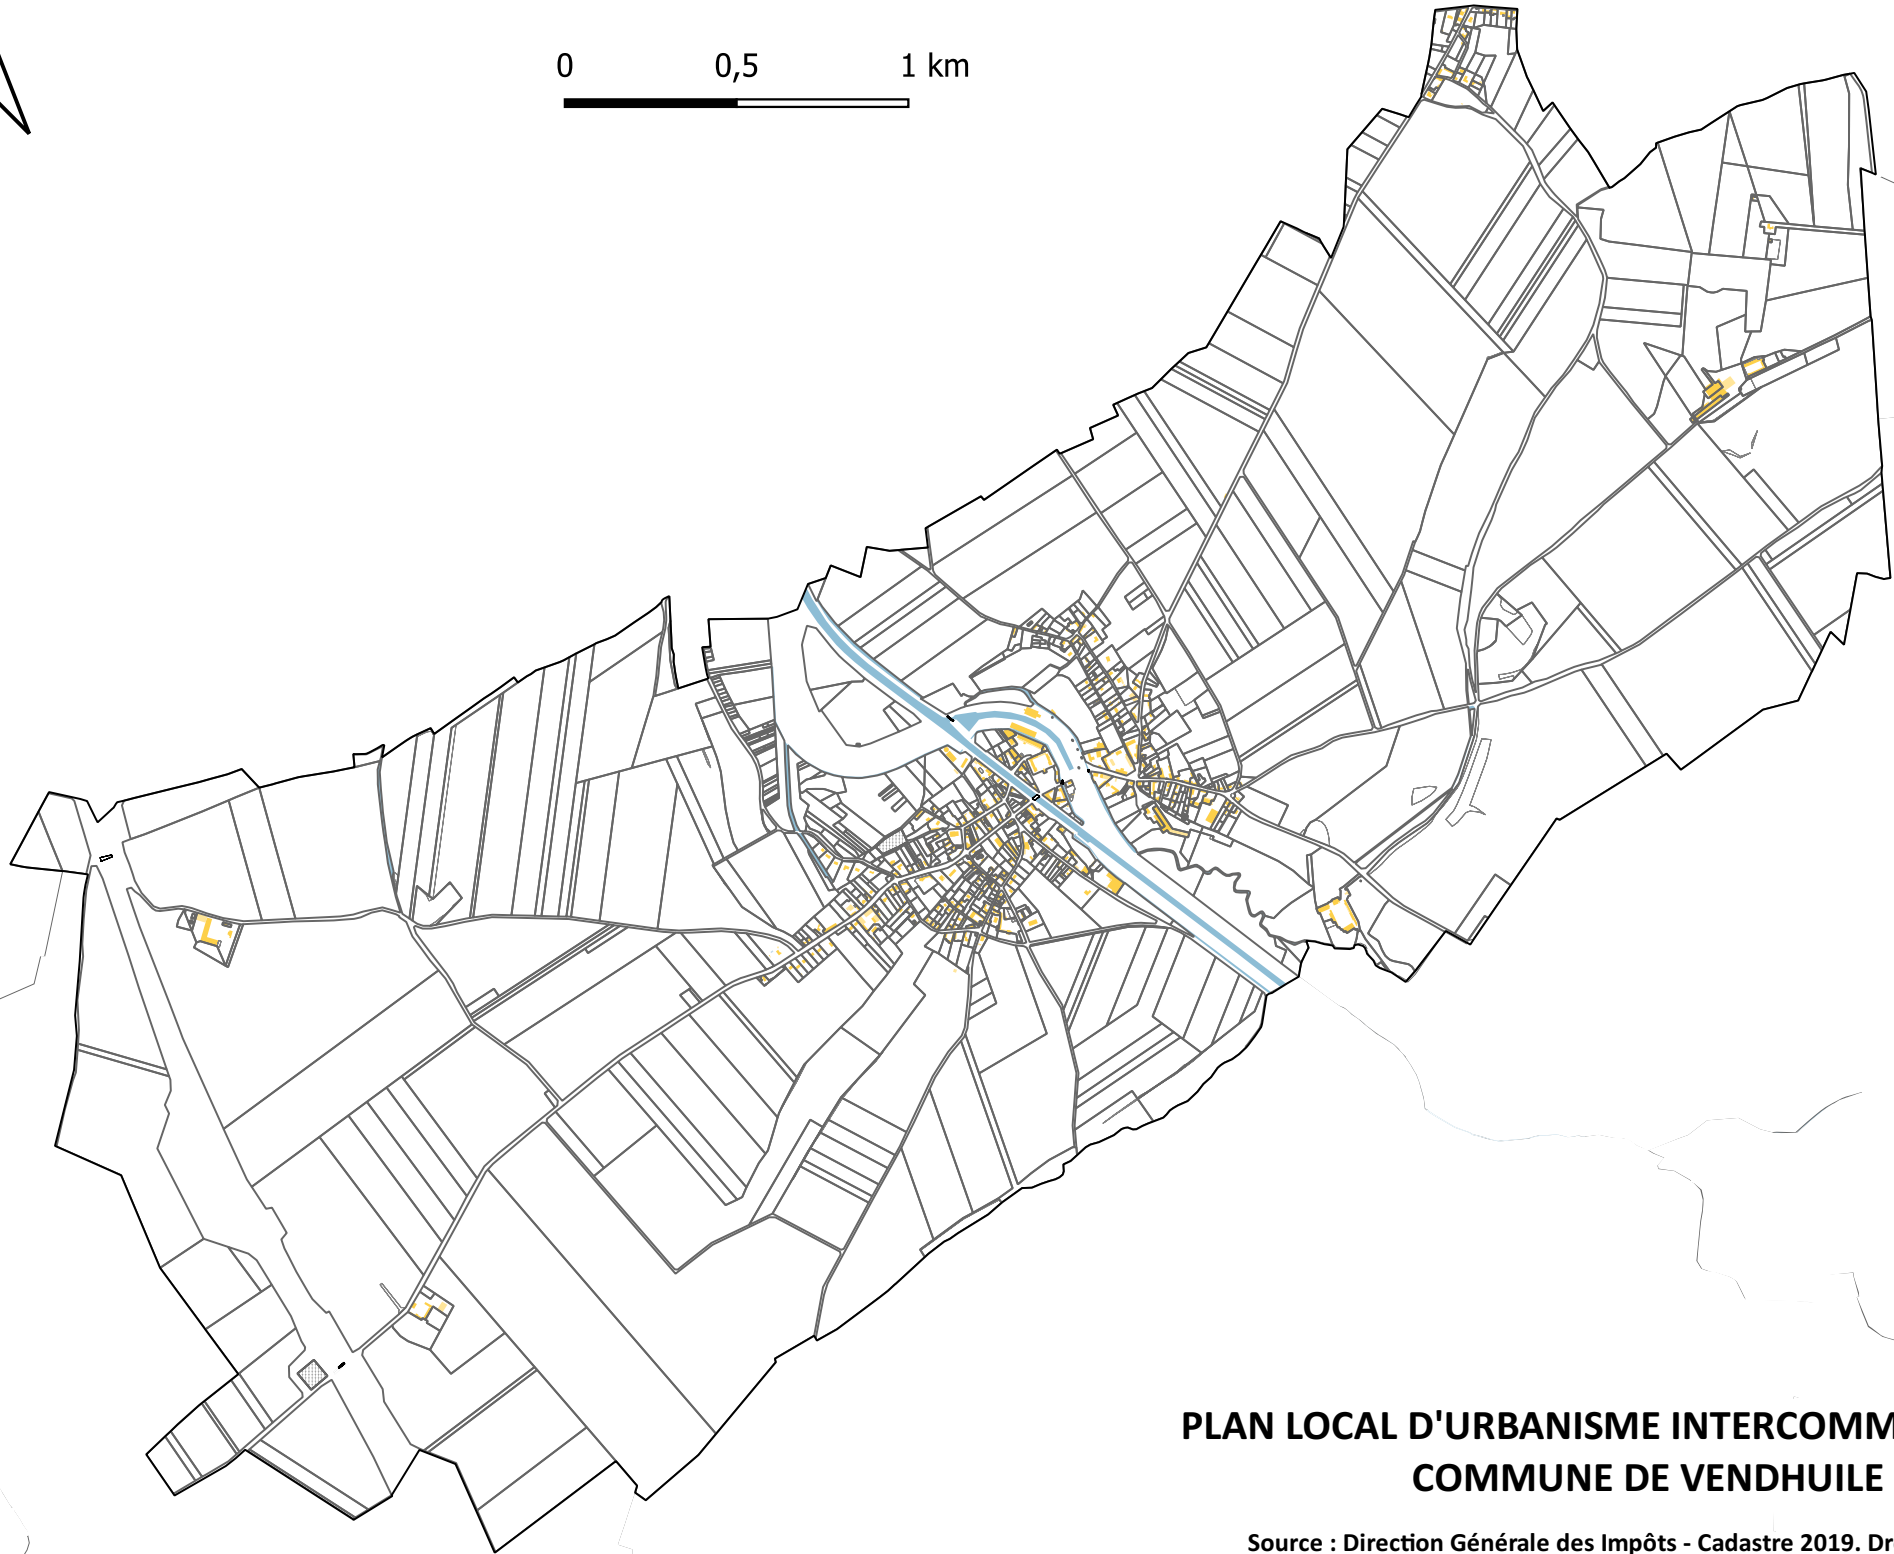 0 0,5 1 km
PLAN LOCAL D'URBANISME INTERCOMM
COMMUNE DE VENDHUILE
Source : Direction Générale des Impôts - Cadastre 2019. Dr